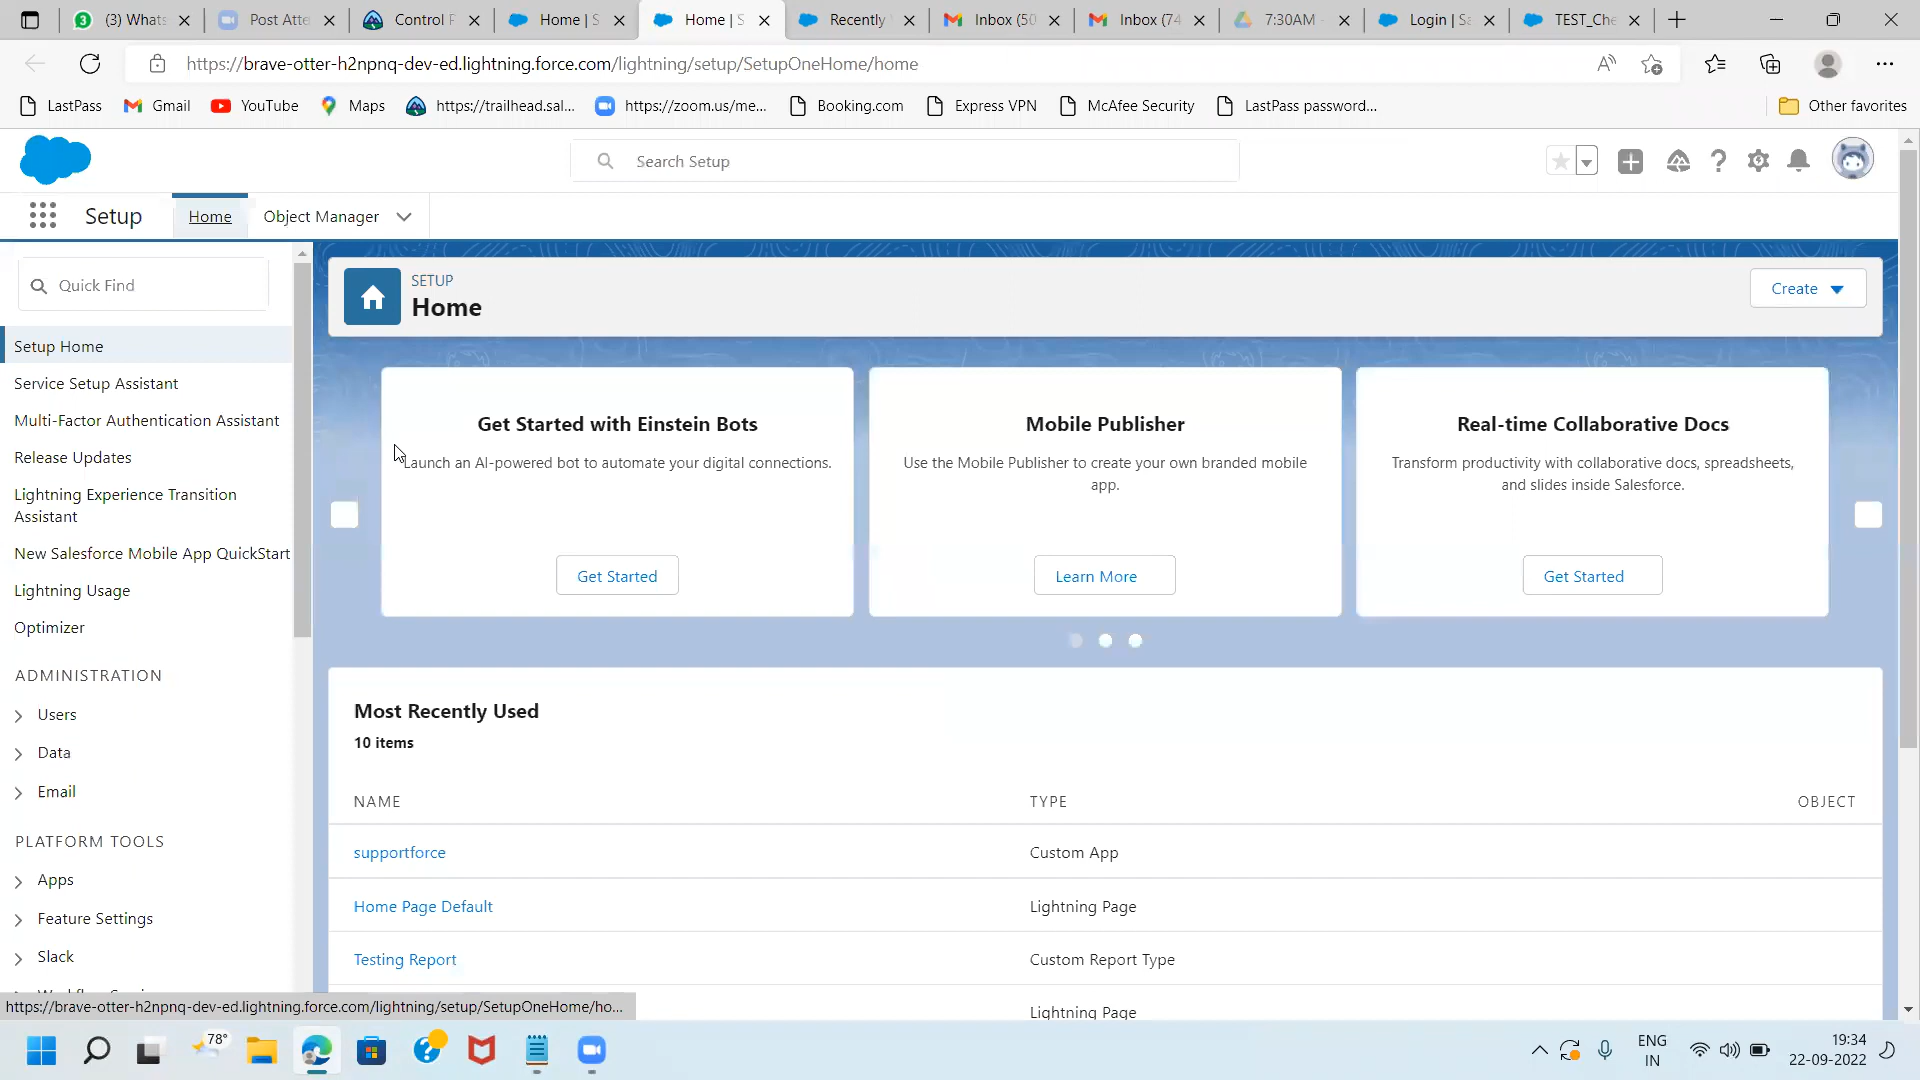 (3) Whats
Post Atte
Control F
Home | S
Home | S
Recently
Inbox (50
Inbox (74
7:30AM -
Login | Sa
TEST_Che
https://brave-otter-h2npnq-dev-ed.lightning.force.com/lightning/setup/SetupOneHome/home
LastPass
Gmail
YouTube
Maps
https://trailhead.sal...
https://zoom.us/me...
Booking.com
Express VPN
McAfee Security
LastPass password...
Other favorites
Search Setup
Setup
Home
Object Manager
Quick Find
Setup Home
Service Setup Assistant
Multi-Factor Authentication Assistant
Release Updates
Lightning Experience Transition
Assistant
New Salesforce Mobile App QuickStart
Lightning Usage
Optimizer
ADMINISTRATION
Users
Data
Email
PLATFORM TOOLS
Apps
Feature Settings
Slack
SETUP
Home
Create
Get Started with Einstein Bots
Launch an AI-powered bot to automate your digital connections.
Get Started
Mobile Publisher
Use the Mobile Publisher to create your own branded mobile
app.
Learn More
Real-time Collaborative Docs
Transform productivity with collaborative docs, spreadsheets,
and slides inside Salesforce.
Get Started
Most Recently Used
10 items
NAME TYPE OBJECT
supportforce Custom App
Home Page Default Lightning Page
Testing Report Custom Report Type
Lightning Page
https://brave-otter-h2npnq-dev-ed.lightning.force.com/lightning/setup/SetupOneHome/ho...
78°
ENG
IN
19:34
22-09-2022